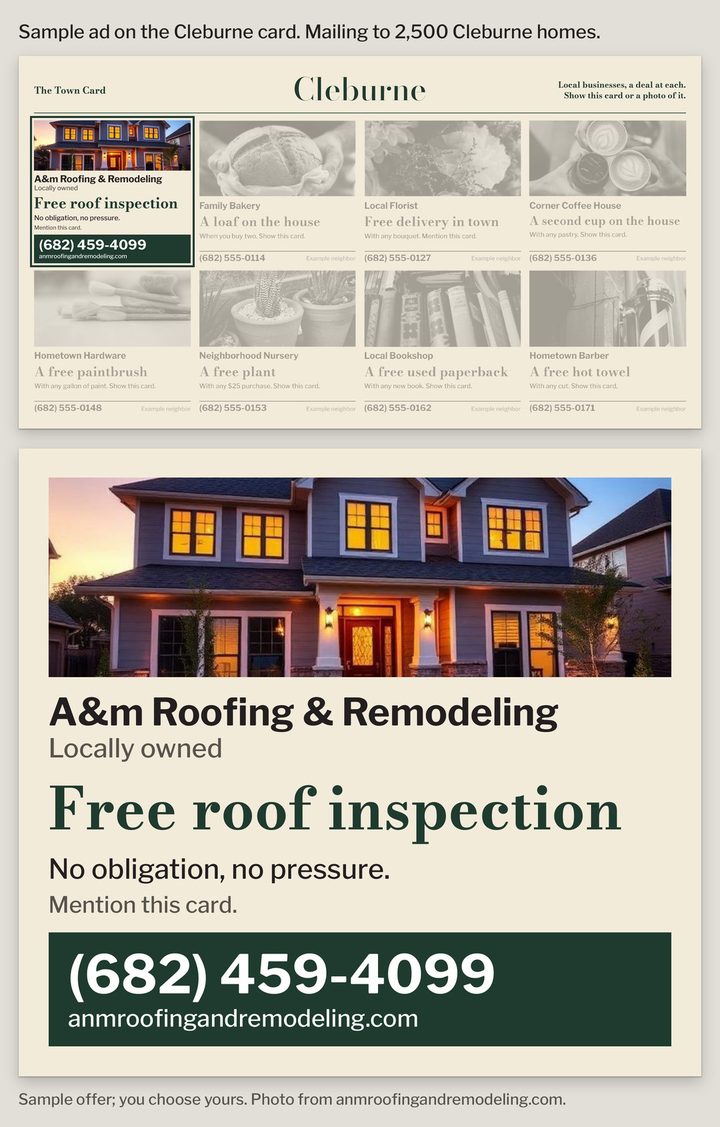 Sample ad on the Cleburne card. Mailing to 2,500 Cleburne homes.
The Town Card
Cleburne
Local businesses, a deal at each.
Show this card or a photo of it.
A&m Roofing & Remodeling
Locally owned
Free roof inspection
No obligation, no pressure.
Mention this card.
(682) 459-4099
anmroofingandremodeling.com
Family Bakery
A loaf on the house
When you buy two. Show this card.
(682) 555-0114
Example neighbor
Local Florist
Free delivery in town
With any bouquet. Mention this card.
(682) 555-0127
Example neighbor
Corner Coffee House
A second cup on the house
With any pastry. Show this card.
(682) 555-0136
Example neighbor
Hometown Hardware
A free paintbrush
With any gallon of paint. Show this card.
(682) 555-0148
Example neighbor
Neighborhood Nursery
A free plant
With any $25 purchase. Show this card.
(682) 555-0153
Example neighbor
Local Bookshop
A free used paperback
With any new book. Show this card.
(682) 555-0162
Example neighbor
Hometown Barber
A free hot towel
With any cut. Show this card.
(682) 555-0171
Example neighbor
A&m Roofing & Remodeling
Locally owned
Free roof inspection
No obligation, no pressure.
Mention this card.
(682) 459-4099
anmroofingandremodeling.com
Sample offer; you choose yours. Photo from anmroofingandremodeling.com.